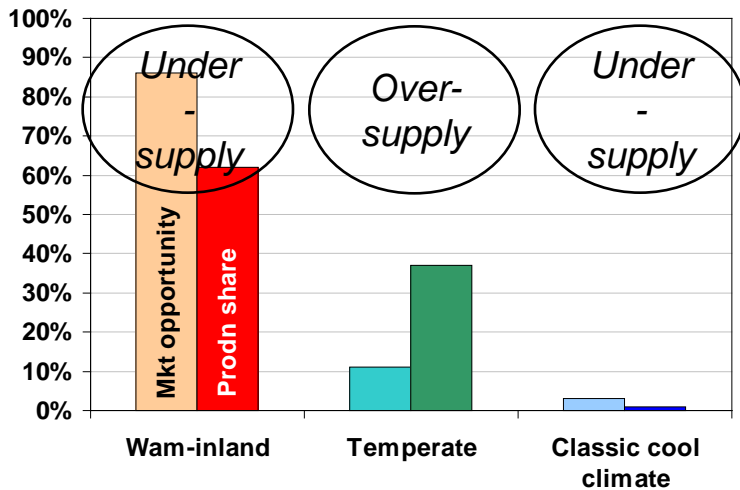 100%
90%
80%
70%
60%
50%
40%
30%
20%
10%
0%
Under
-
supply
Over-
supply
Under
-
supply
Mkt opportunity
Prodn share
Wam-inland
Temperate
Classic cool
climate